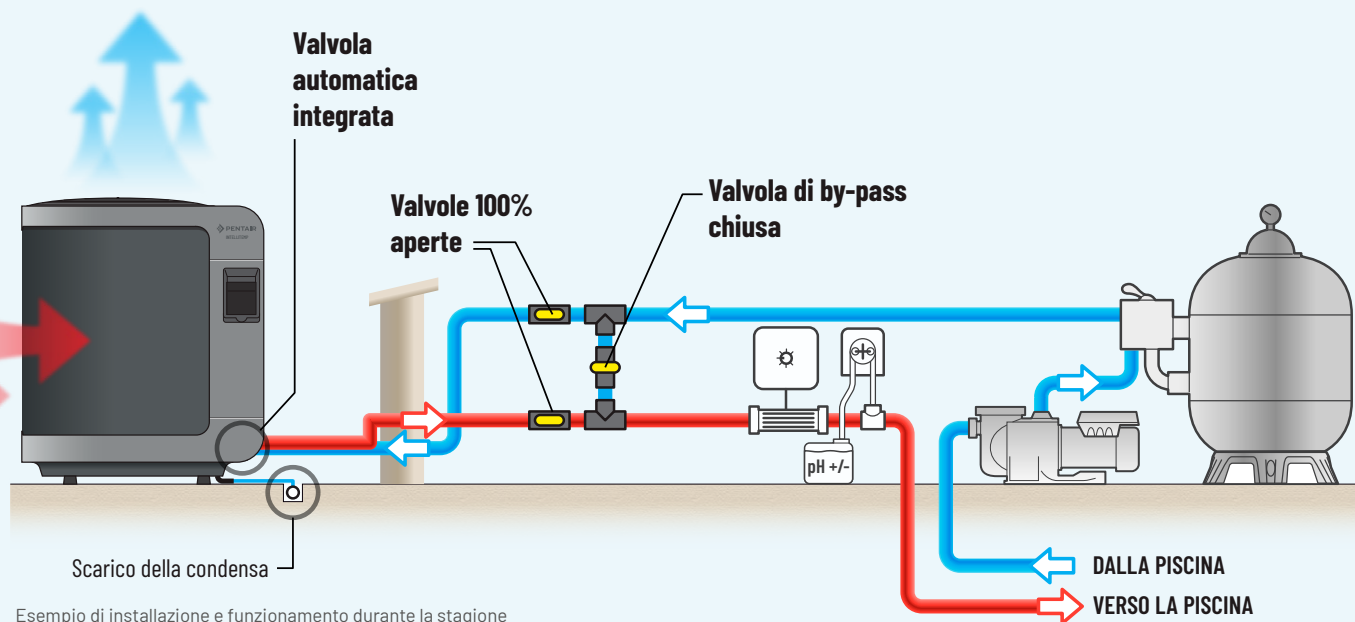 Valvola
automatica
integrata
Valvole 100%
aperte
Valvola di by-pass
chiusa
PENTAIR
pH +/-
Scarico della condensa
DALLA PISCINA
VERSO LA PISCINA
Esempio di installazione e funzionamento durante la stagione